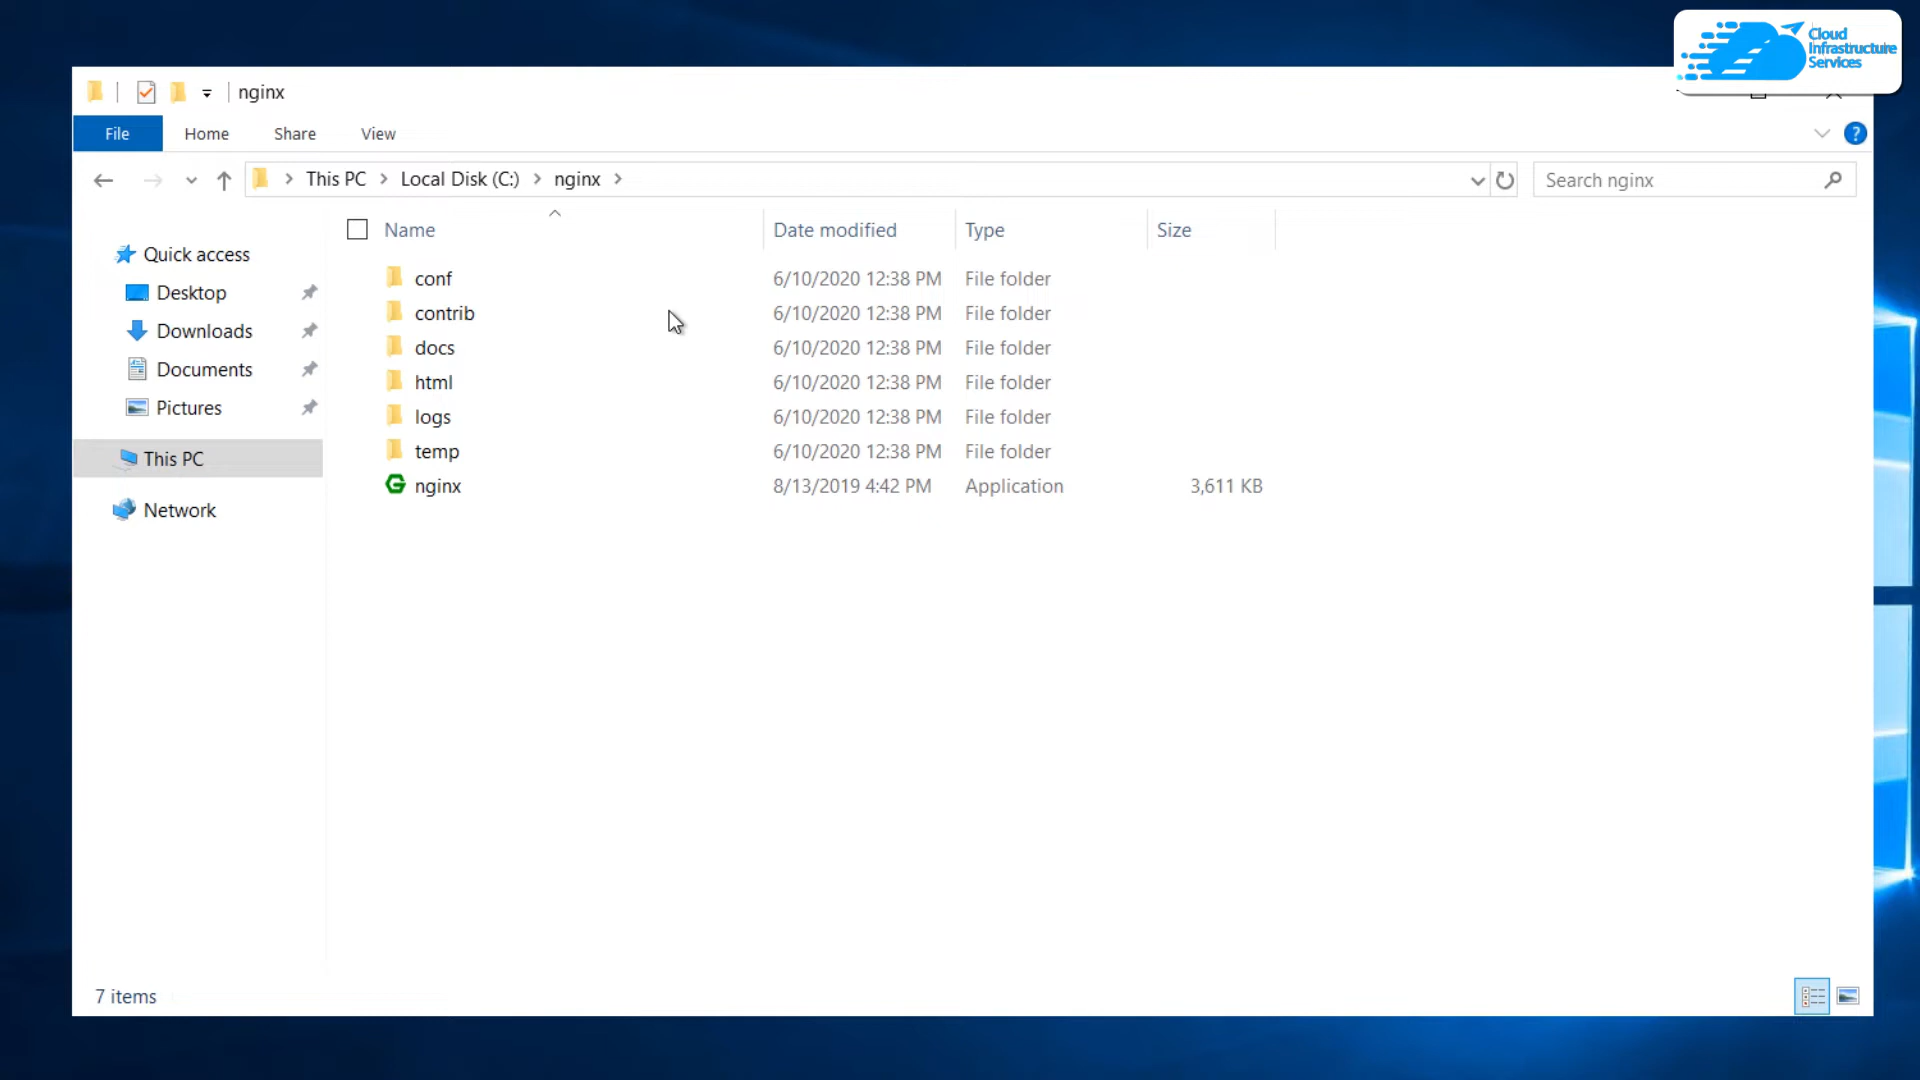 Cloud
Infrastructure
Services
nginx
File Home Share View
?
This PC Local Disk (C:) nginx
Search nginx
Name Date modified Type Size
Quick access
Desktop
Downloads
Documents
Pictures
This PC
Network
conf 6/10/2020 12:38 PM File folder
contrib 6/10/2020 12:38 PM File folder
docs 6/10/2020 12:38 PM File folder
html 6/10/2020 12:38 PM File folder
logs 6/10/2020 12:38 PM File folder
temp 6/10/2020 12:38 PM File folder
nginx 8/13/2019 4:42 PM Application 3,611 KB
7 items